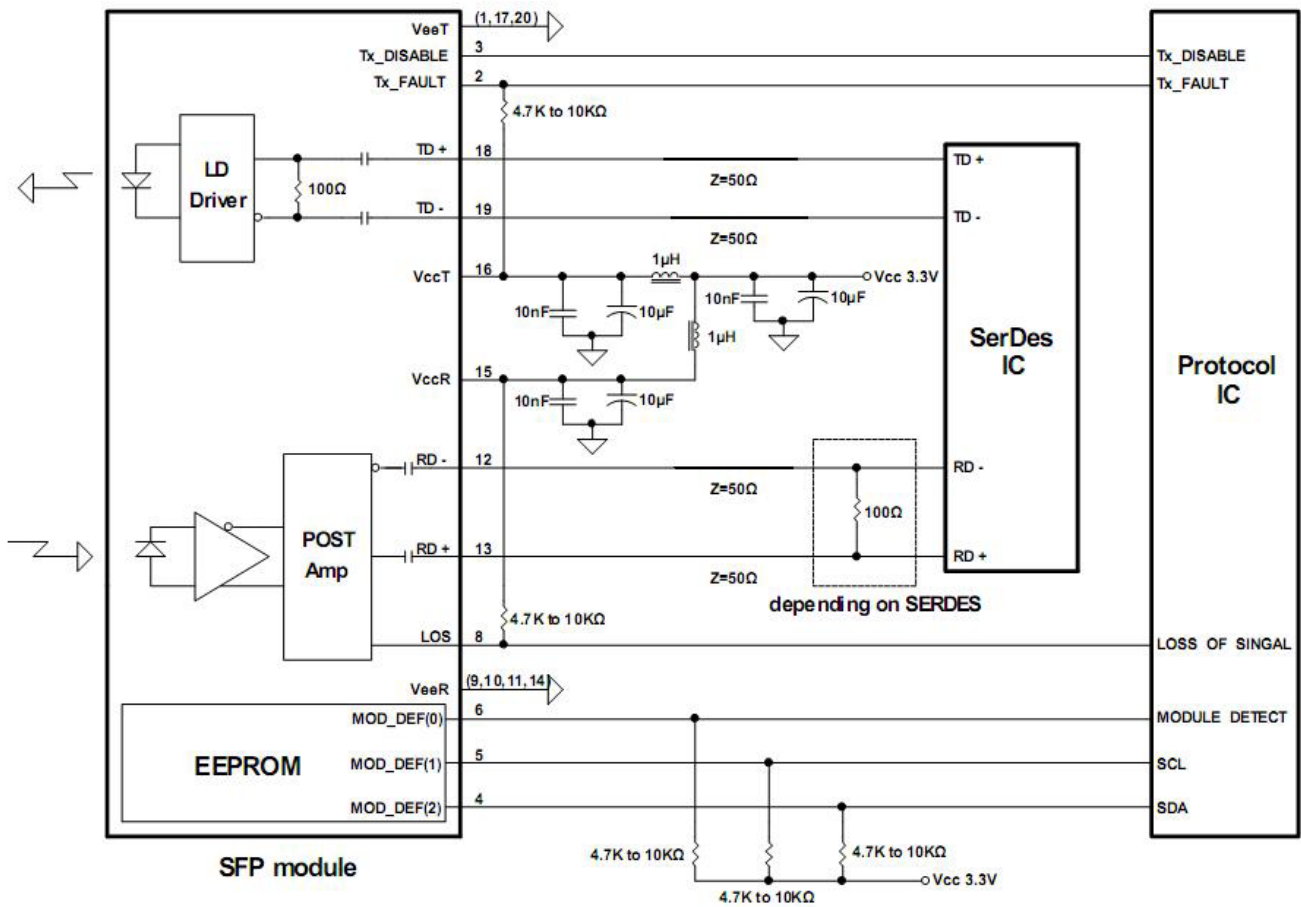 VeeT
(1,17,20)
Tx_DISABLE
3
Tx_DISABLE
Tx_FAULT
2
Tx_FAULT
4.7K to 10KΩ
LD
Driver
100Ω
TD +
18
Z=50Ω
TD +
TD -
19
Z=50Ω
TD -
VccT
16
1µH
Vcc 3.3V
10nF
10µF
10nF
10µF
1µH
SerDes
IC
Protocol
IC
VccR
15
10nF
10µF
RD -
12
Z=50Ω
RD -
100Ω
POST
Amp
RD +
13
Z=50Ω
RD +
depending on SERDES
4.7K to 10KΩ
LOS
8
LOSS OF SINGAL
VeeR
(9,10,11,14)
MOD_DEF(0)
6
MODULE DETECT
EEPROM
MOD_DEF(1)
5
SCL
MOD_DEF(2)
4
SDA
4.7K to 10KΩ
4.7K to 10KΩ
4.7K to 10KΩ
Vcc 3.3V
SFP module